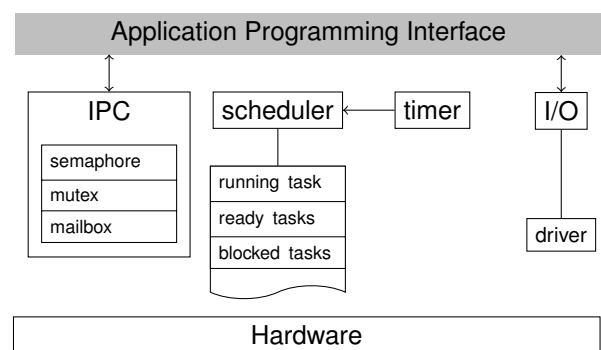 Application Programming Interface
IPC
semaphore
mutex
mailbox
scheduler
running task
ready tasks
blocked tasks
timer
I/O
driver
Hardware